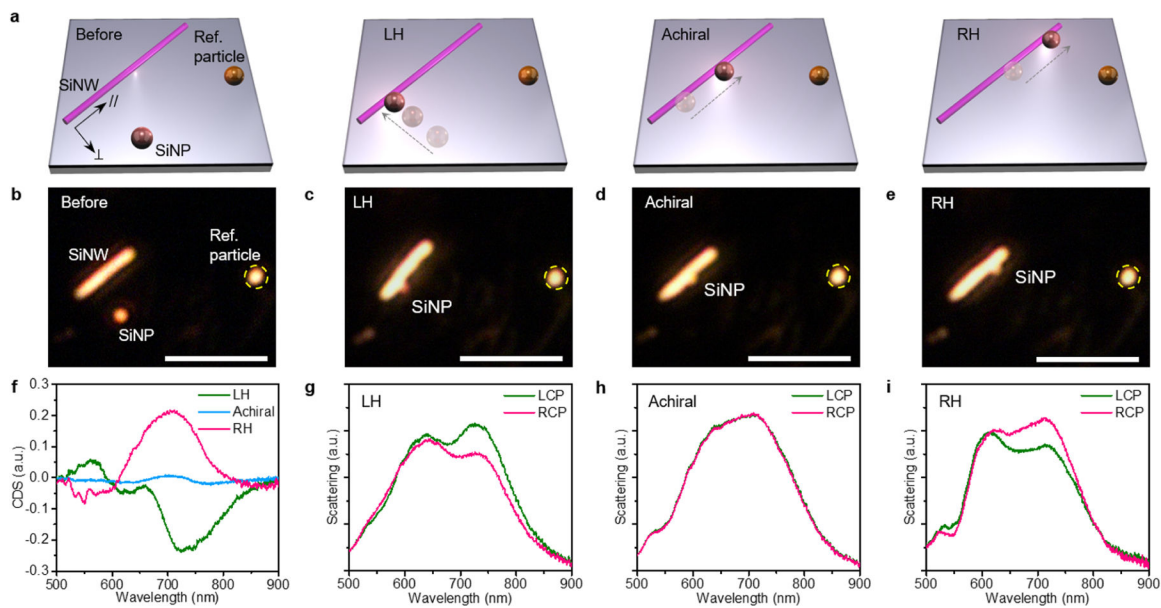 a
Before
Ref.
particle
SiNW
//
⊥
SiNP
LH
Achiral
RH
b
Before
SiNW
Ref.
particle
SiNP
c
LH
SiNP
d
Achiral
SiNP
e
RH
SiNP
f
CDS (a.u.)
0.3
0.2
0.1
0.0
-0.1
-0.2
-0.3
LH
Achiral
RH
500 600 700 800 900
Wavelength (nm)
g
LH
LCP
RCP
Scattering (a.u.)
500 600 700 800 900
Wavelength (nm)
h
Achiral
LCP
RCP
Scattering (a.u.)
500 600 700 800 900
Wavelength (nm)
i
RH
LCP
RCP
Scattering (a.u.)
500 600 700 800 900
Wavelength (nm)